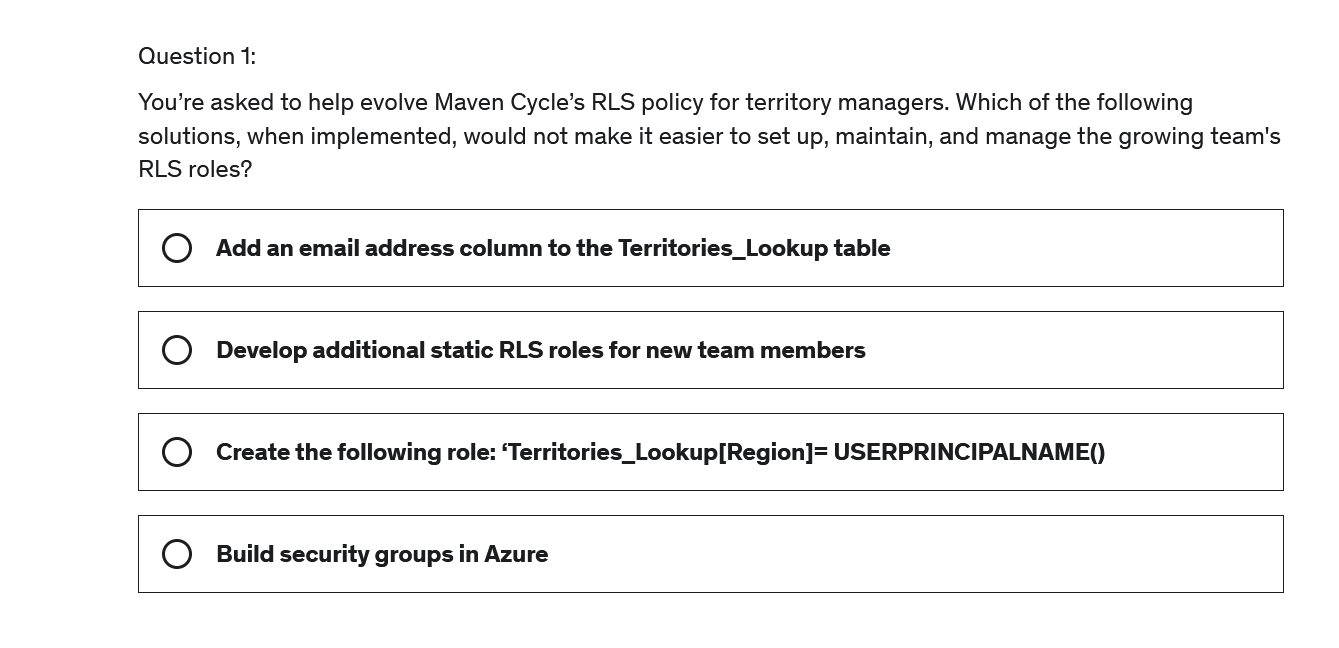 Question 1:
You’re asked to help evolve Maven Cycle’s RLS policy for territory managers. Which of the following
solutions, when implemented, would not make it easier to set up, maintain, and manage the growing team's
RLS roles?
Add an email address column to the Territories_Lookup table
Develop additional static RLS roles for new team members
Create the following role: ‘Territories_Lookup[Region]= USERPRINCIPALNAME()
Build security groups in Azure